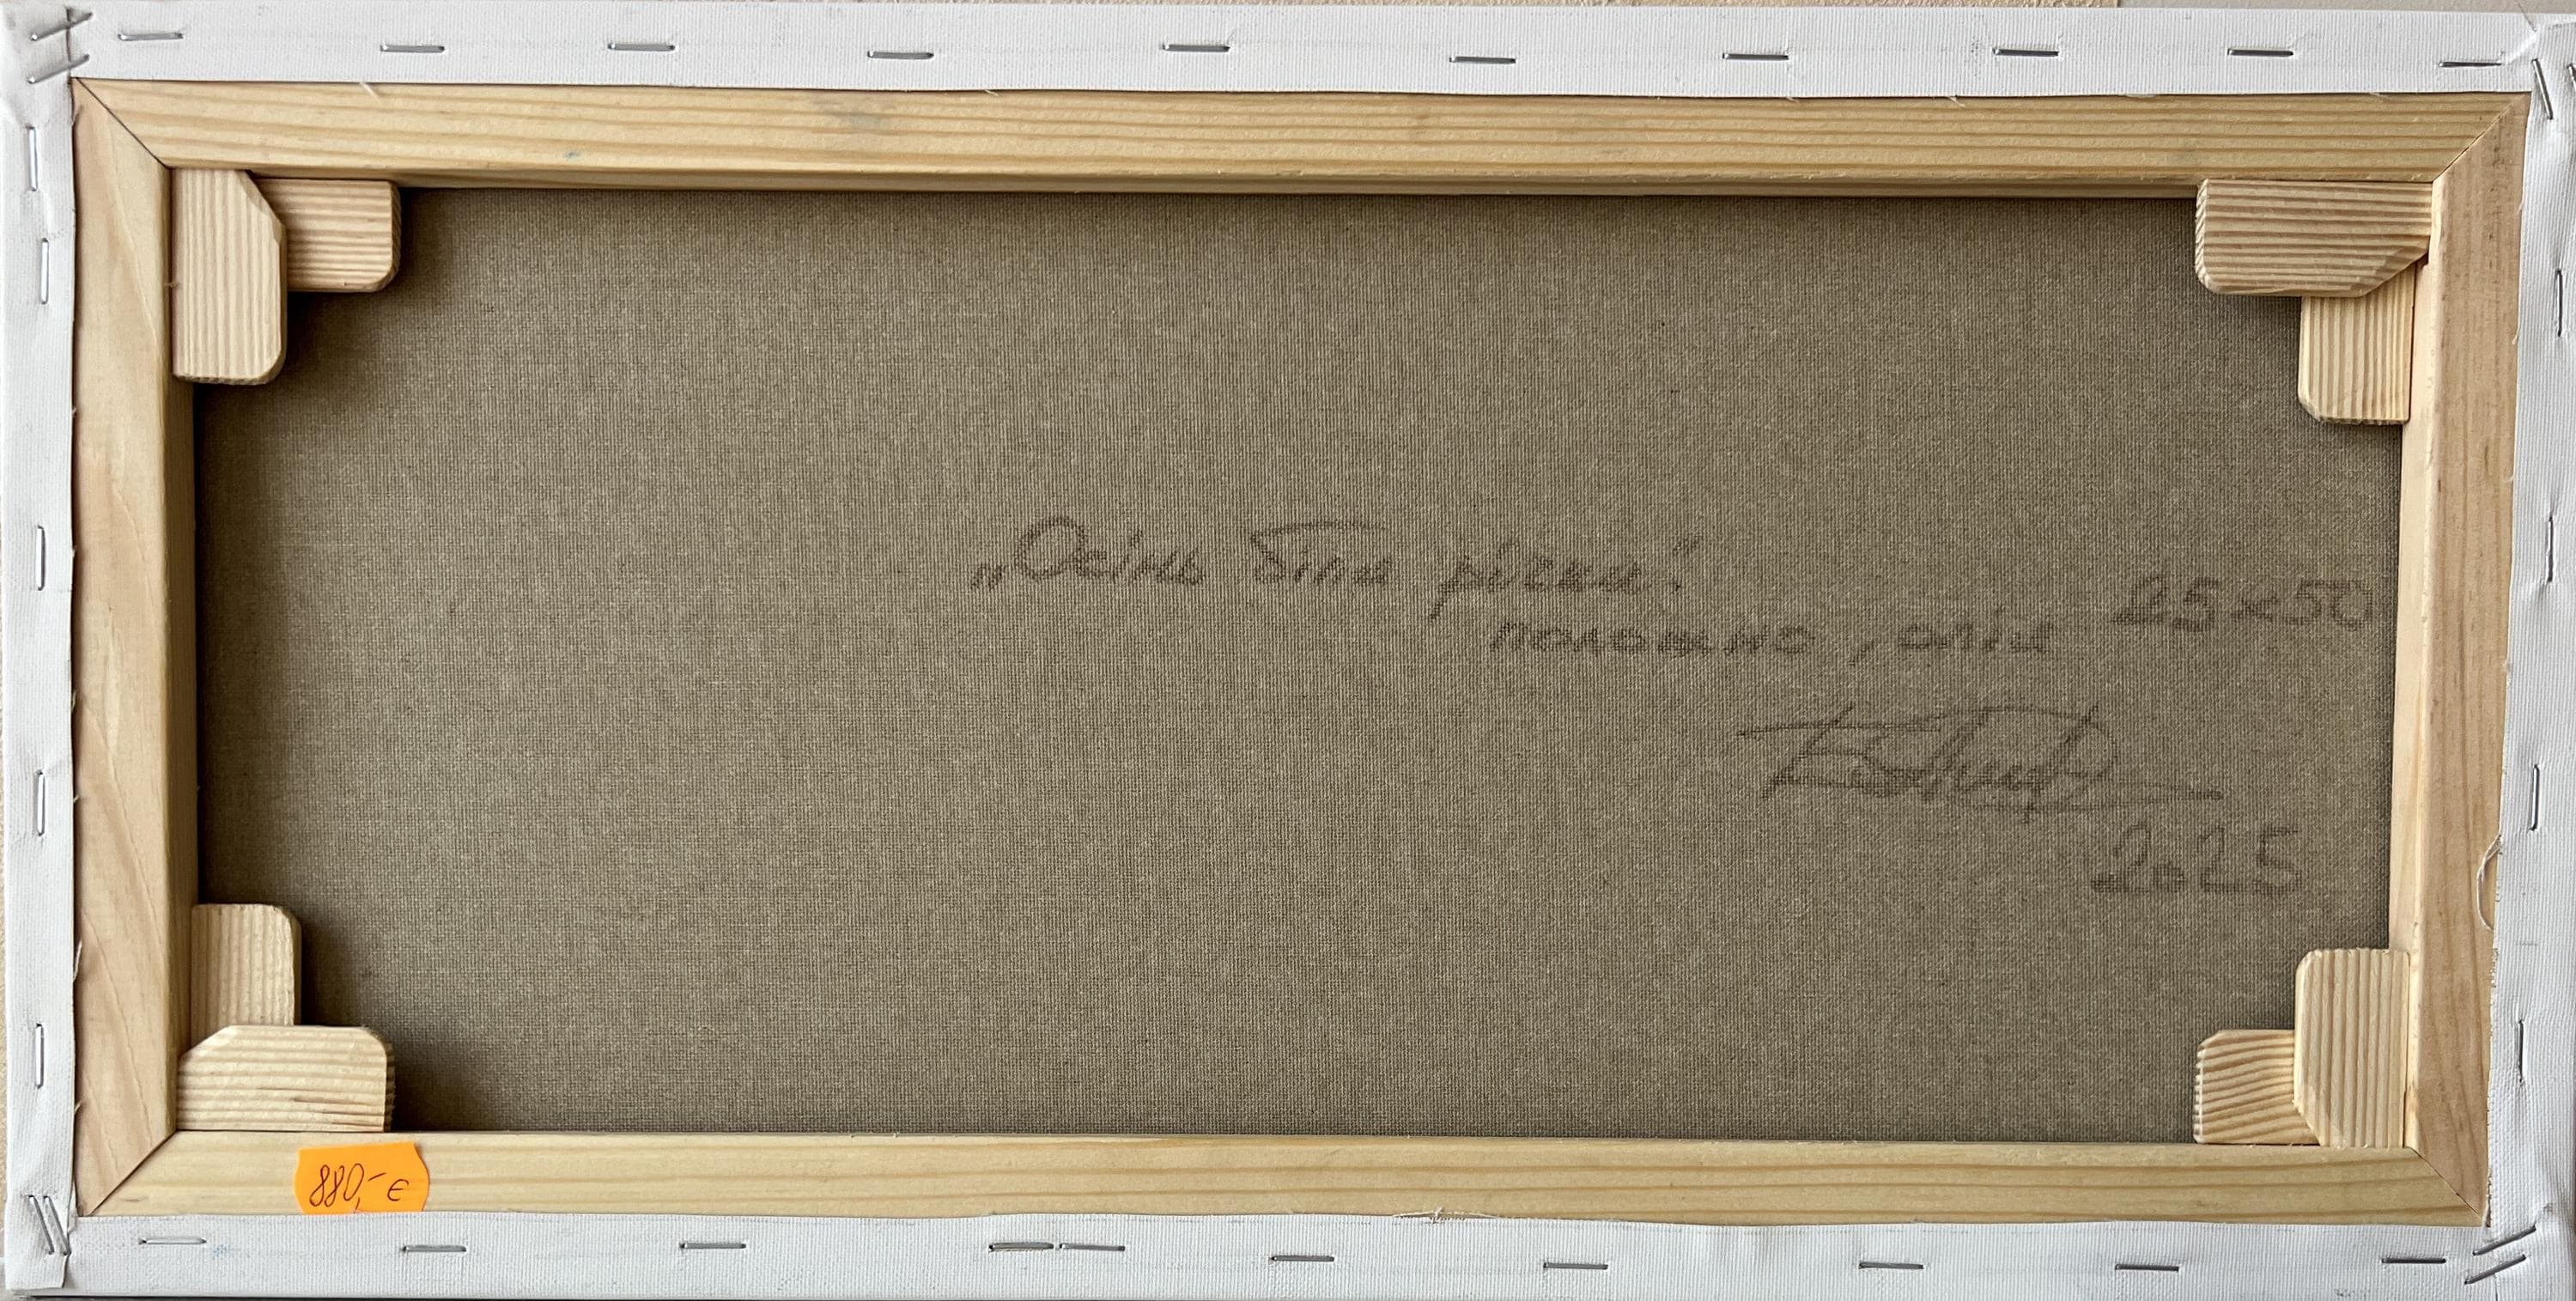 „Осінь біля річки"
полотно, олія 25x50
2025
880,- €